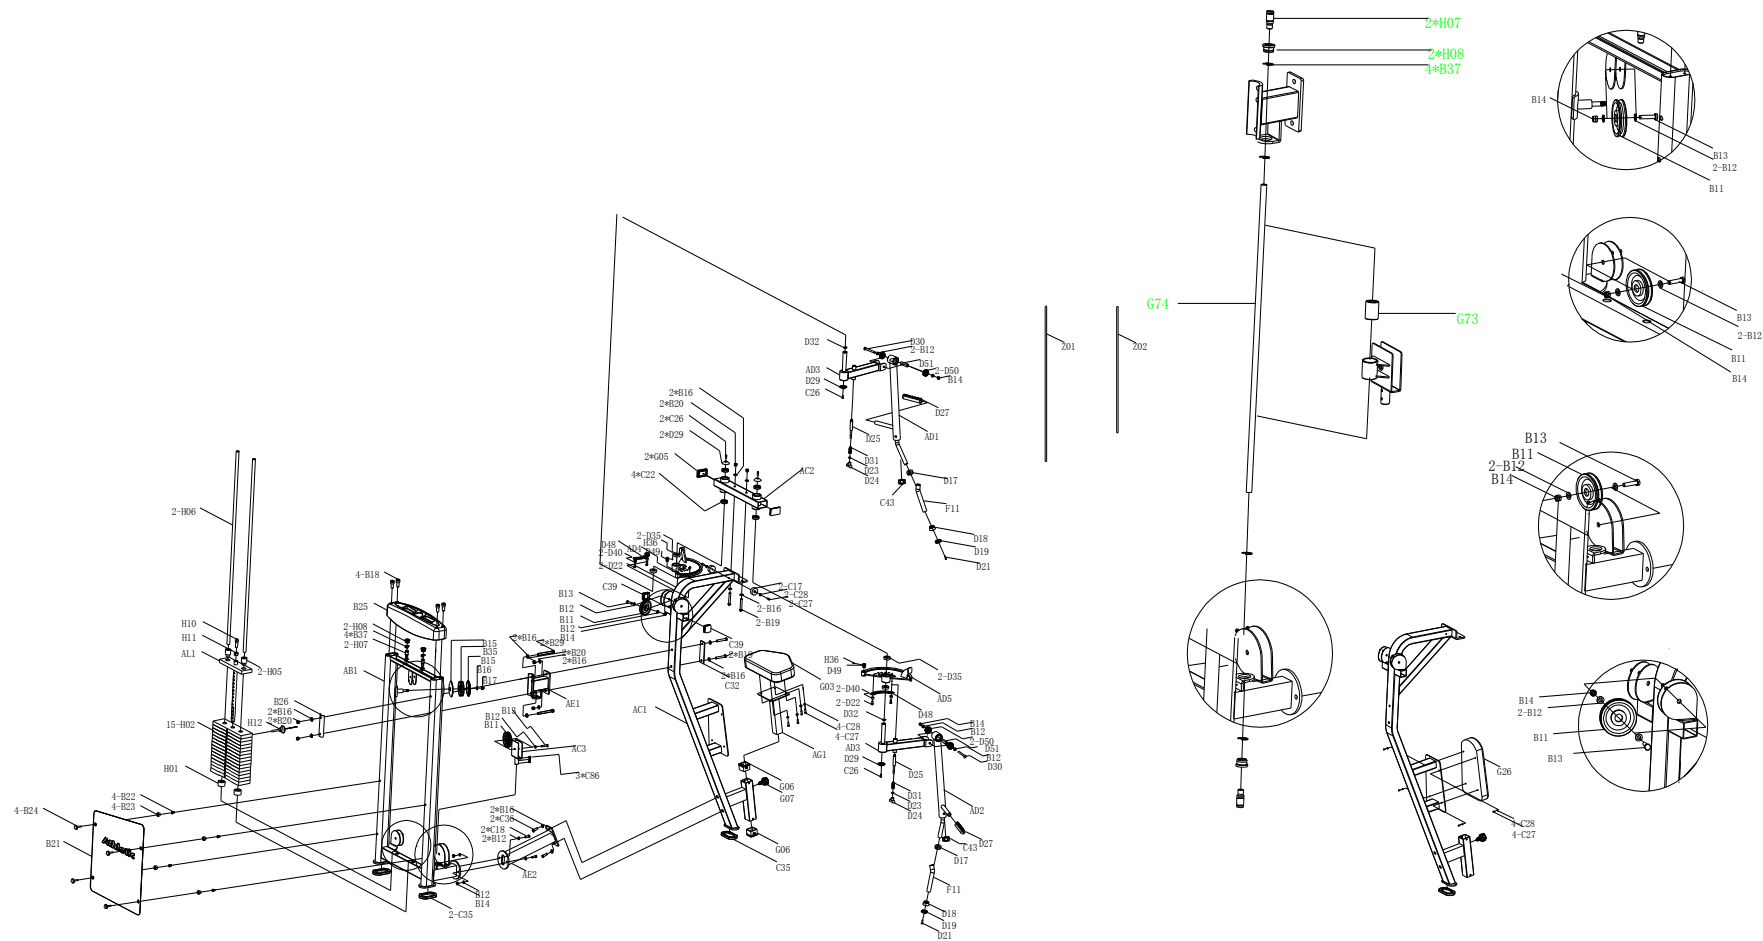 2*H07
2*H08
4*B37
B14
B13
2-B12
B11
G74
G73
Z01
Z02
B13
2-B12
B11
B14
D32
AD3
D29
C26
D30
2-B12
D51
2-D50
B14
D27
AD1
D25
D31
D23
D24
C43
D17
F11
D18
D19
D21
2*B16
2*B20
2*C26
2*D29
2*G05
4*C22
AC2
B13
B11
2-B12
B14
2-H06
4-B18
B25
2-H08
4*B37
2-H07
AB1
H10
H11
AL1
2-H05
15-H02
H12
H01
B26
2*B16
2*B20
2-D35
H36
D49
AD4
D48
2-D40
2-D22
C39
B13
B12
B11
B12
B14
2-C17
2-C28
2-C27
2-B16
2-B19
C39
2*B19
2*B16
C32
B15
B35
B15
B16
B17
2*B16
2*B29
2*B20
2*B16
AE1
B13
B12
B11
AC3
3*C86
AC1
G03
4-C28
4-C27
AG1
G06
G07
G06
C35
2*B16
2*C36
2*C18
2*B12
AE2
B12
B14
2-C35
4-B22
4-B23
4-B24
B21
H36
D49
2-D35
AD5
2-D40
2-D22
D48
D32
AD3
D29
C26
B14
B12
2-D50
D51
B12
D30
D25
D31
D23
D24
AD2
D27
C43
D17
F11
D18
D19
D21
B14
2-B12
B11
B13
G26
4-C28
4-C27